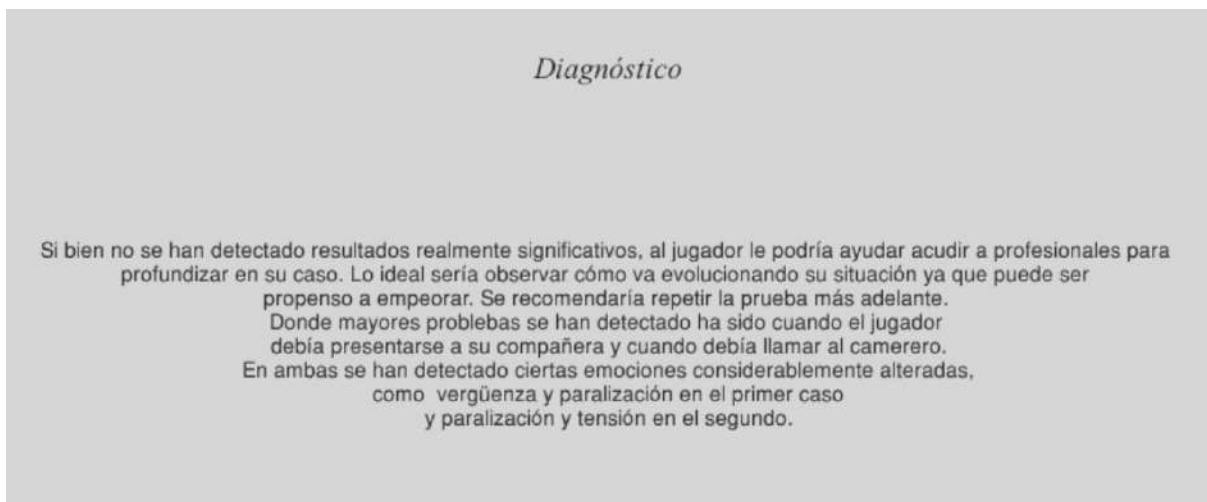 Diagnóstico
Si bien no se han detectado resultados realmente significativos, al jugador le podría ayudar acudir a profesionales para
profundizar en su caso. Lo ideal sería observar cómo va evolucionando su situación ya que puede ser
propenso a empeorar. Se recomendaría repetir la prueba más adelante.
Donde mayores problebas se han detectado ha sido cuando el jugador
debía presentarse a su compañera y cuando debía llamar al camerero.
En ambas se han detectado ciertas emociones considerablemente alteradas,
como  vergüenza y paralización en el primer caso
y paralización y tensión en el segundo.